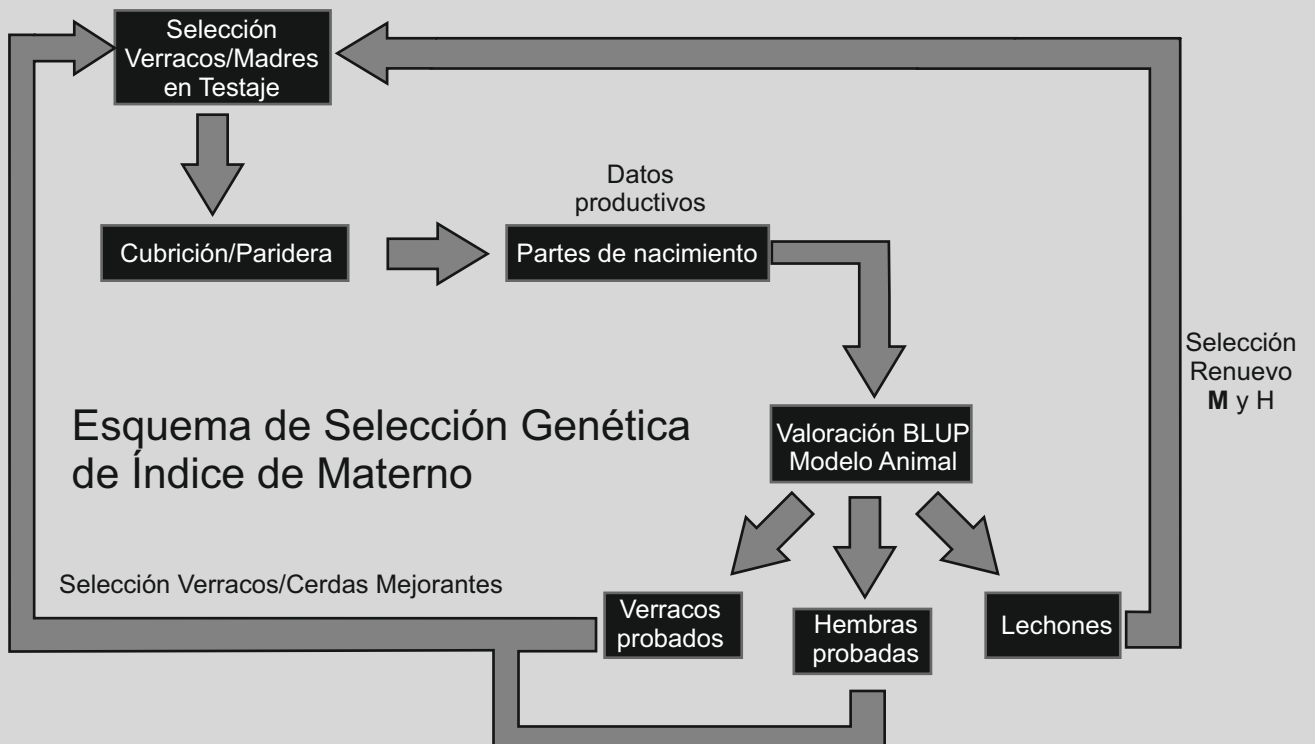 Selección
Verracos/Madres
en Testaje
Datos
productivos
Cubrición/Paridera
Partes de nacimiento
Selección
Renuevo
M y H
Esquema de Selección Genética
de Índice de Materno
Valoración BLUP
Modelo Animal
Selección Verracos/Cerdas Mejorantes
Verracos
probados
Hembras
probadas
Lechones